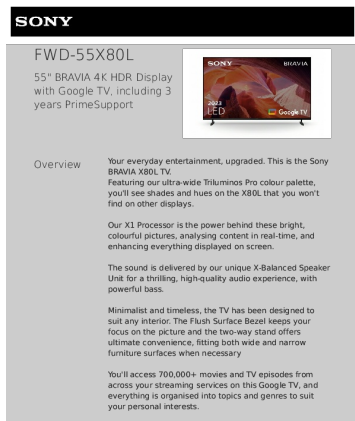 SONY
FWD-55X80L
55" BRAVIA 4K HDR Display
with Google TV, including 3
years PrimeSupport
SONY
BRAVIA
2023
LED
Google TV
Overview
Your everyday entertainment, upgraded. This is the Sony
BRAVIA X80L TV.
Featuring our ultra-wide Triluminos Pro colour palette,
you'll see shades and hues on the X80L that you won't
find on other displays.
Our X1 Processor is the power behind these bright,
colourful pictures, analysing content in real-time, and
enhancing everything displayed on screen.
The sound is delivered by our unique X-Balanced Speaker
Unit for a thrilling, high-quality audio experience, with
powerful bass.
Minimalist and timeless, the TV has been designed to
suit any interior. The Flush Surface Bezel keeps your
focus on the picture and the two-way stand offers
ultimate convenience, fitting both wide and narrow
furniture surfaces when necessary
You'll access 700,000+ movies and TV episodes from
across your streaming services on this Google TV, and
everything is organised into topics and genres to suit
your personal interests.